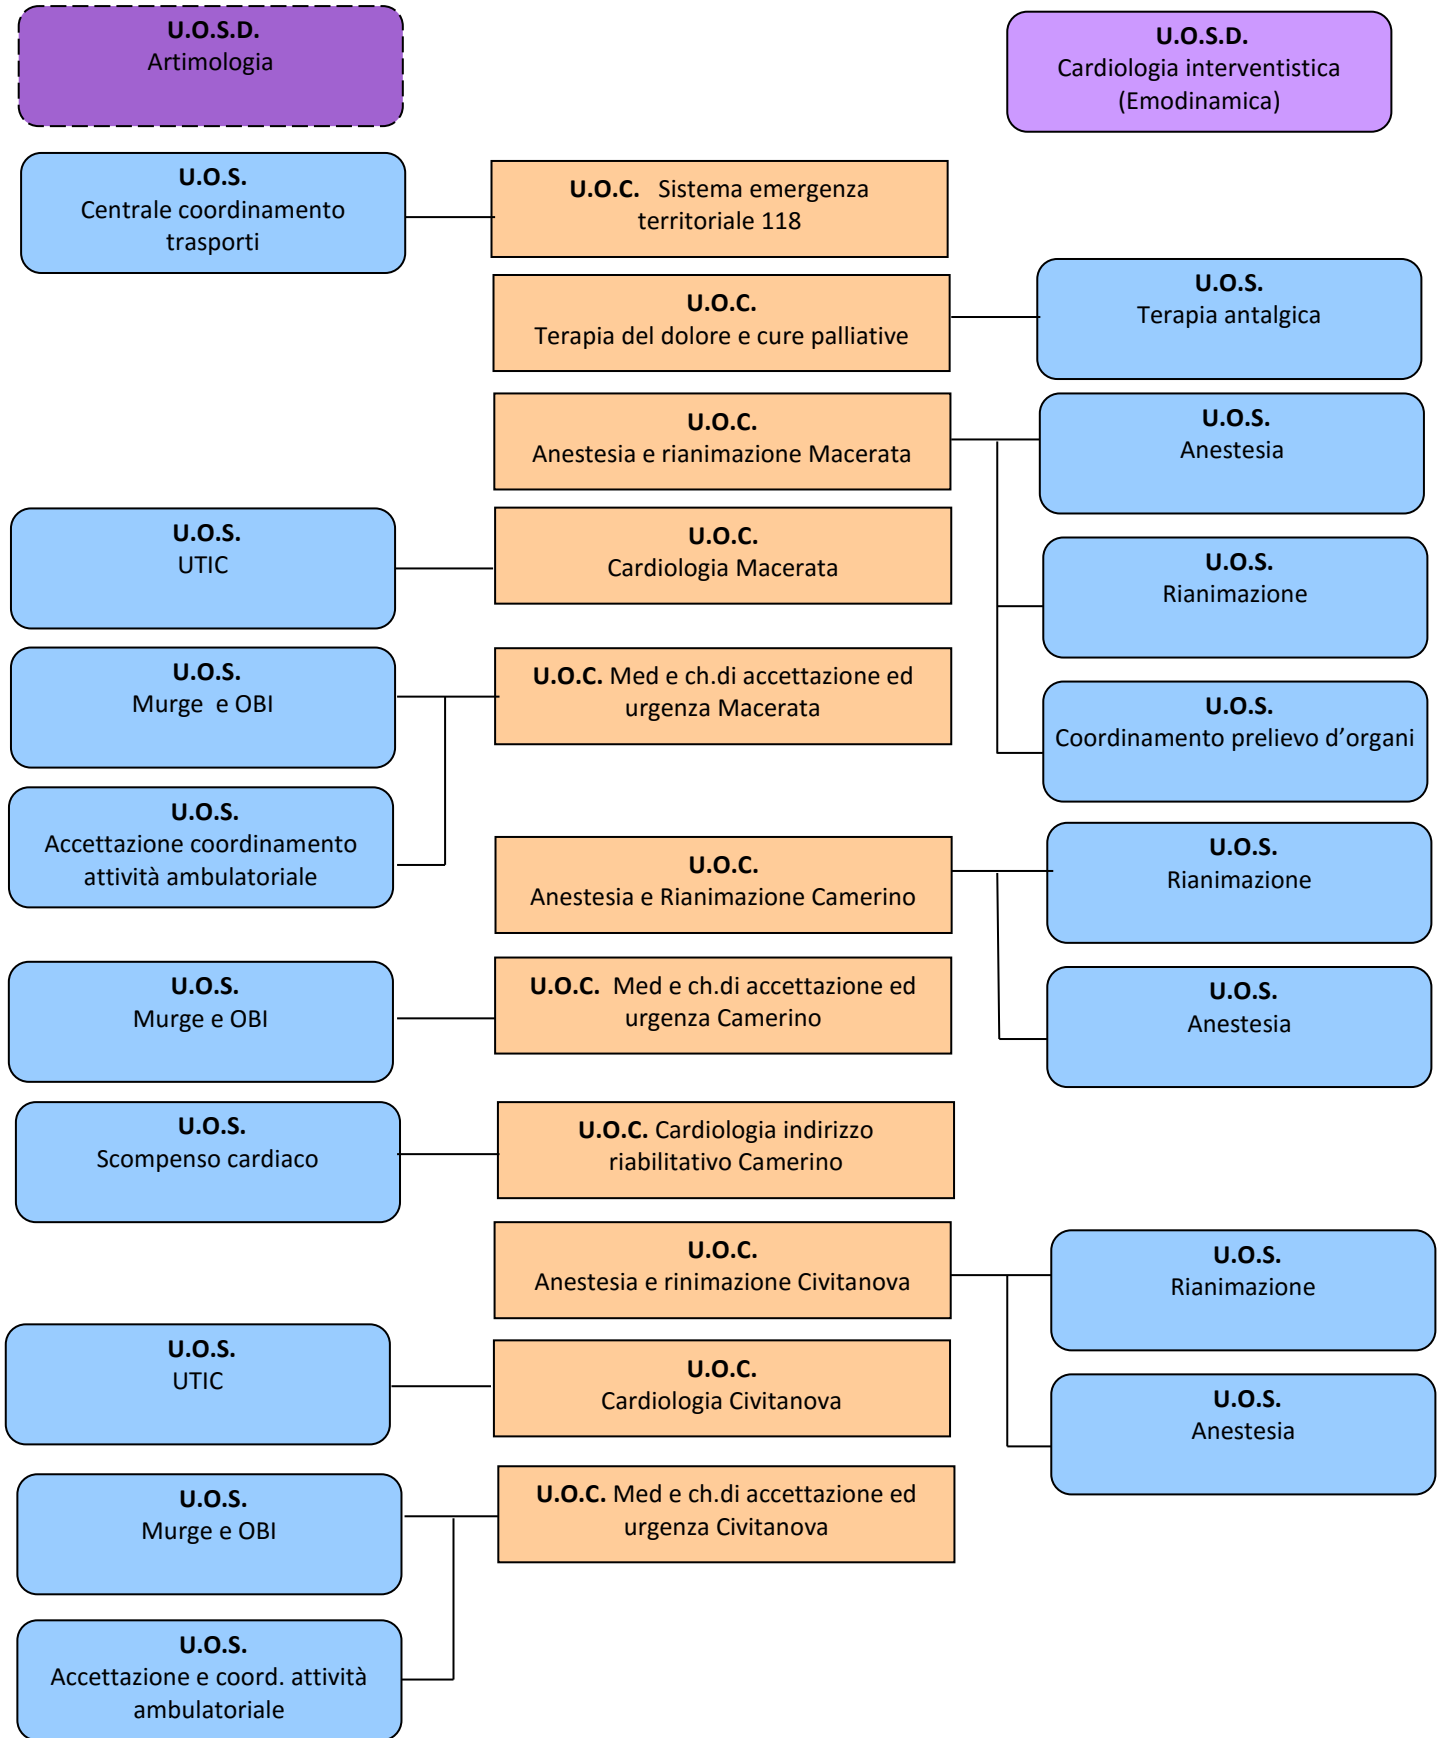 U.O.S.D.
Artimologia
U.O.S.D.
Cardiologia interventistica
(Emodinamica)
U.O.S.
Centrale coordinamento
trasporti
U.O.C. Sistema emergenza
territoriale 118
U.O.C.
Terapia del dolore e cure palliative
U.O.S.
Terapia antalgica
U.O.C.
Anestesia e rianimazione Macerata
U.O.S.
Anestesia
U.O.S.
UTIC
U.O.C.
Cardiologia Macerata
U.O.S.
Rianimazione
U.O.S.
Murge e OBI
U.O.C. Med e ch.di accettazione ed
urgenza Macerata
U.O.S.
Coordinamento prelievo d’organi
U.O.S.
Accettazione coordinamento
attività ambulatoriale
U.O.C.
Anestesia e Rianimazione Camerino
U.O.S.
Rianimazione
U.O.S.
Murge e OBI
U.O.C. Med e ch.di accettazione ed
urgenza Camerino
U.O.S.
Anestesia
U.O.S.
Scompenso cardiaco
U.O.C. Cardiologia indirizzo
riabilitativo Camerino
U.O.C.
Anestesia e rinimazione Civitanova
U.O.S.
Rianimazione
U.O.S.
UTIC
U.O.C.
Cardiologia Civitanova
U.O.S.
Anestesia
U.O.S.
Murge e OBI
U.O.C. Med e ch.di accettazione ed
urgenza Civitanova
U.O.S.
Accettazione e coord. attività
ambulatoriale